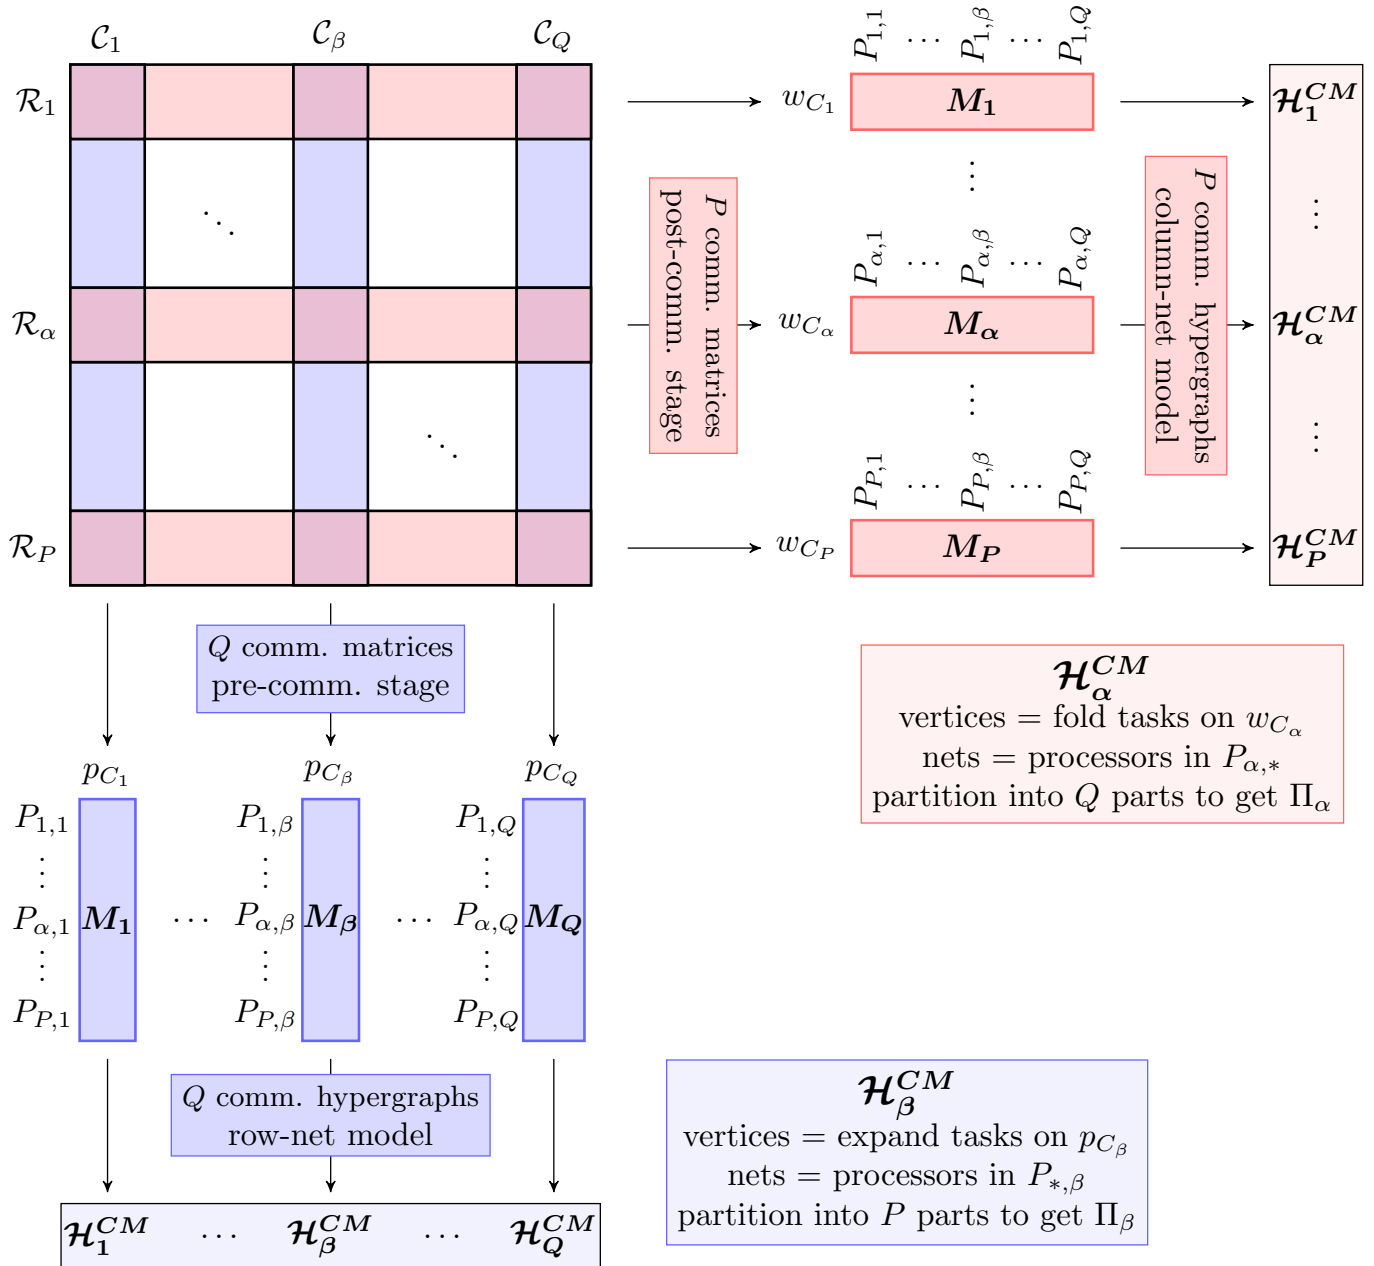 𝒞_1 𝒞_β 𝒞_Q
ℛ_1
ℛ_α
ℛ_P
⋱
⋱
P_{1,1} ⋯ P_{1,β} ⋯ P_{1,Q}
w_{C_1} M_1 ℋ_1^{CM}
⋮ ⋮
P comm. matrices
post-comm. stage
P comm. hypergraphs
column-net model
P_{α,1} ⋯ P_{α,β} ⋯ P_{α,Q}
w_{C_α} M_α ℋ_α^{CM}
⋮ ⋮
P_{P,1} ⋯ P_{P,β} ⋯ P_{P,Q}
w_{C_P} M_P ℋ_P^{CM}
Q comm. matrices
pre-comm. stage
ℋ_α^{CM}
vertices = fold tasks on w_{C_α}
nets = processors in P_{α,*}
partition into Q parts to get Π_α
p_{C_1} p_{C_β} p_{C_Q}
P_{1,1} P_{1,β} P_{1,Q}
⋮ ⋮ ⋮
P_{α,1} M_1 ⋯ P_{α,β} M_β ⋯ P_{α,Q} M_Q
⋮ ⋮ ⋮
P_{P,1} P_{P,β} P_{P,Q}
Q comm. hypergraphs
row-net model
ℋ_1^{CM} ⋯ ℋ_β^{CM} ⋯ ℋ_Q^{CM}
ℋ_β^{CM}
vertices = expand tasks on p_{C_β}
nets = processors in P_{*,β}
partition into P parts to get Π_β